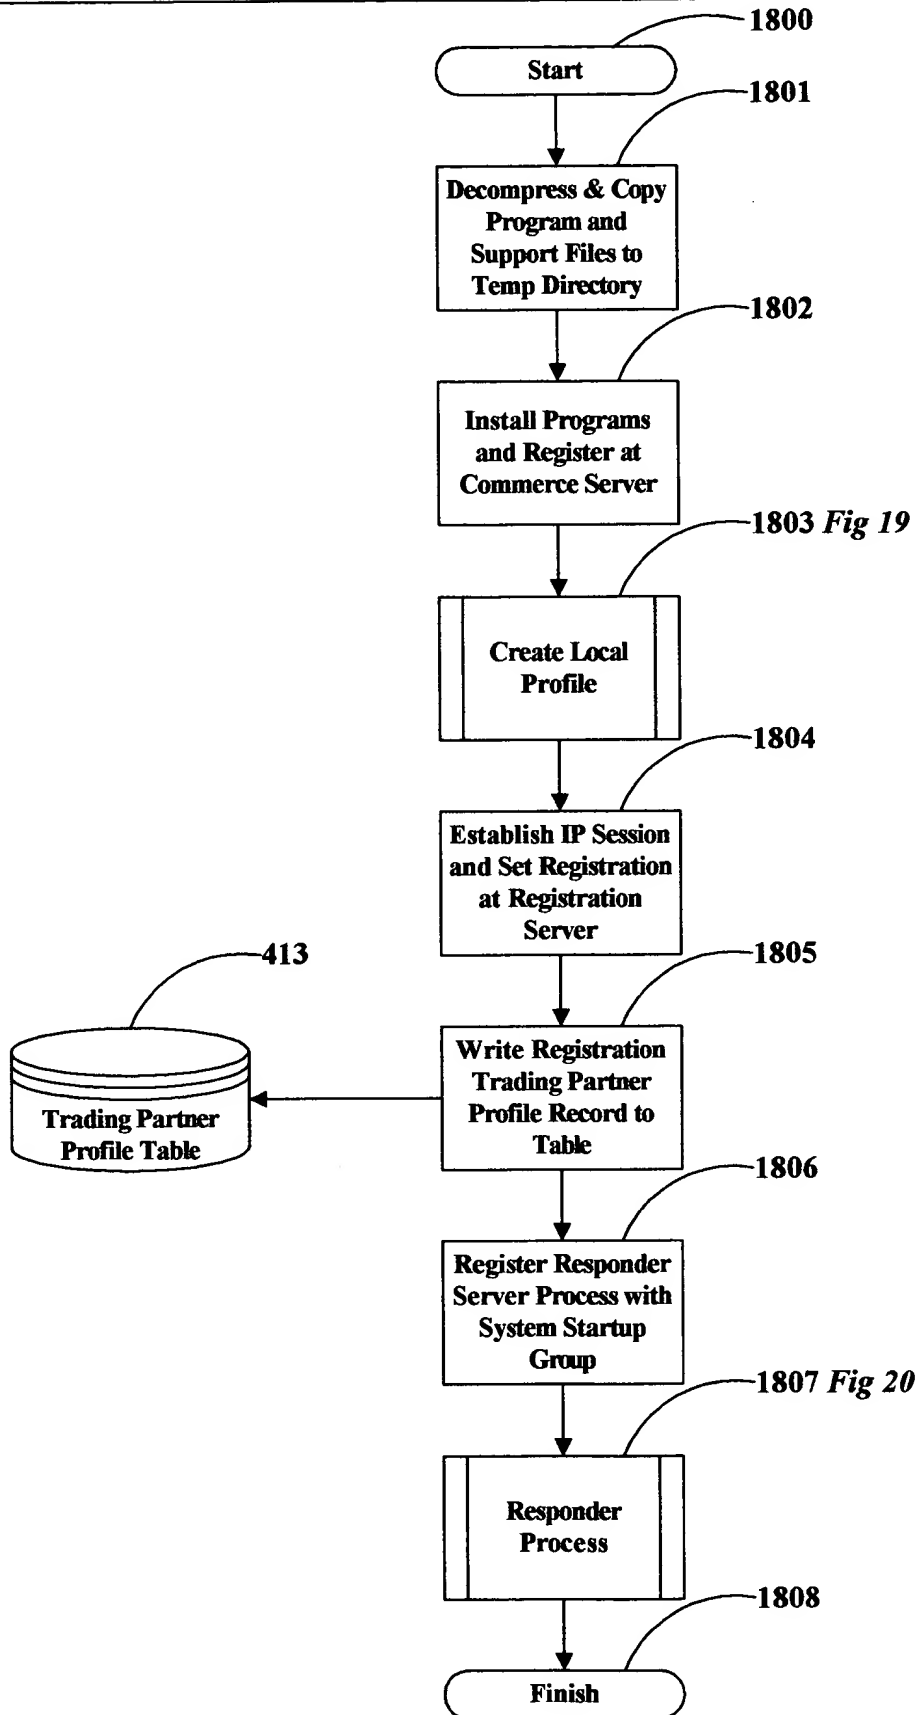 1800
Start
1801
Decompress & Copy
Program and
Support Files to
Temp Directory
1802
Install Programs
and Register at
Commerce Server
1803 Fig 19
Create Local
Profile
1804
Establish IP Session
and Set Registration
at Registration
Server
413
1805
Write Registration
Trading Partner
Profile Record to
Table
Trading Partner
Profile Table
1806
Register Responder
Server Process with
System Startup
Group
1807 Fig 20
Responder
Process
1808
Finish